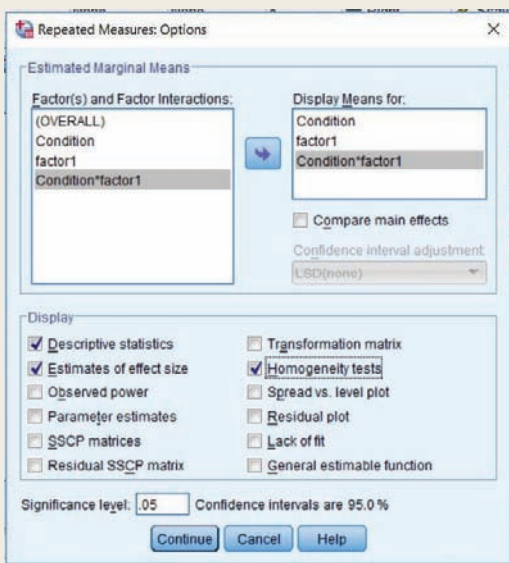 Repeated Measures: Options
Estimated Marginal Means
Factor(s) and Factor Interactions:
(OVERALL)
Condition
factor1
Condition*factor1
Display Means for:
Condition
factor1
Condition*factor1
Compare main effects
Confidence interval adjustment
LSD(none)
Display
Descriptive statistics
Estimates of effect size
Observed power
Parameter estimates
SSCP matrices
Residual SSCP matrix
Transformation matrix
Homogeneity tests
Spread vs. level plot
Residual plot
Lack of fit
General estimable function
Significance level: .05 Confidence intervals are 95.0 %
Continue Cancel Help